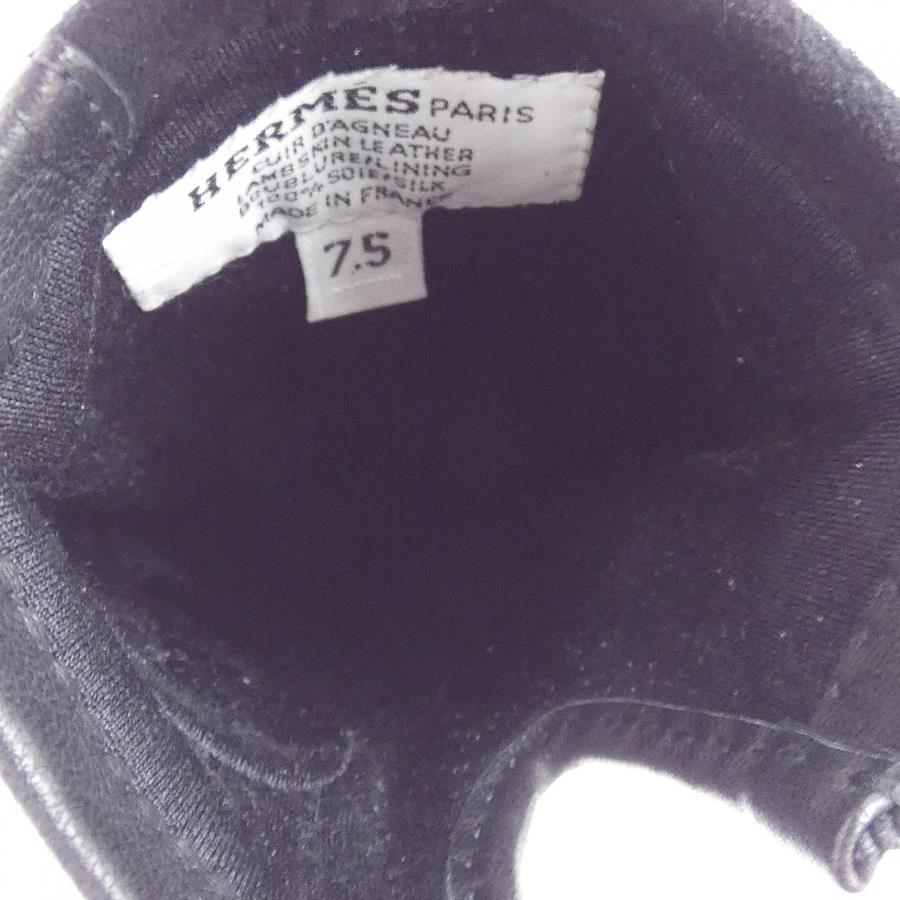 HERMÈS PARIS
CUIR D'AGNEAU
LAMBSKIN LEATHER
DOUBLURE/LINING
100% SOIE+SILK
MADE IN FRANCE
7.5